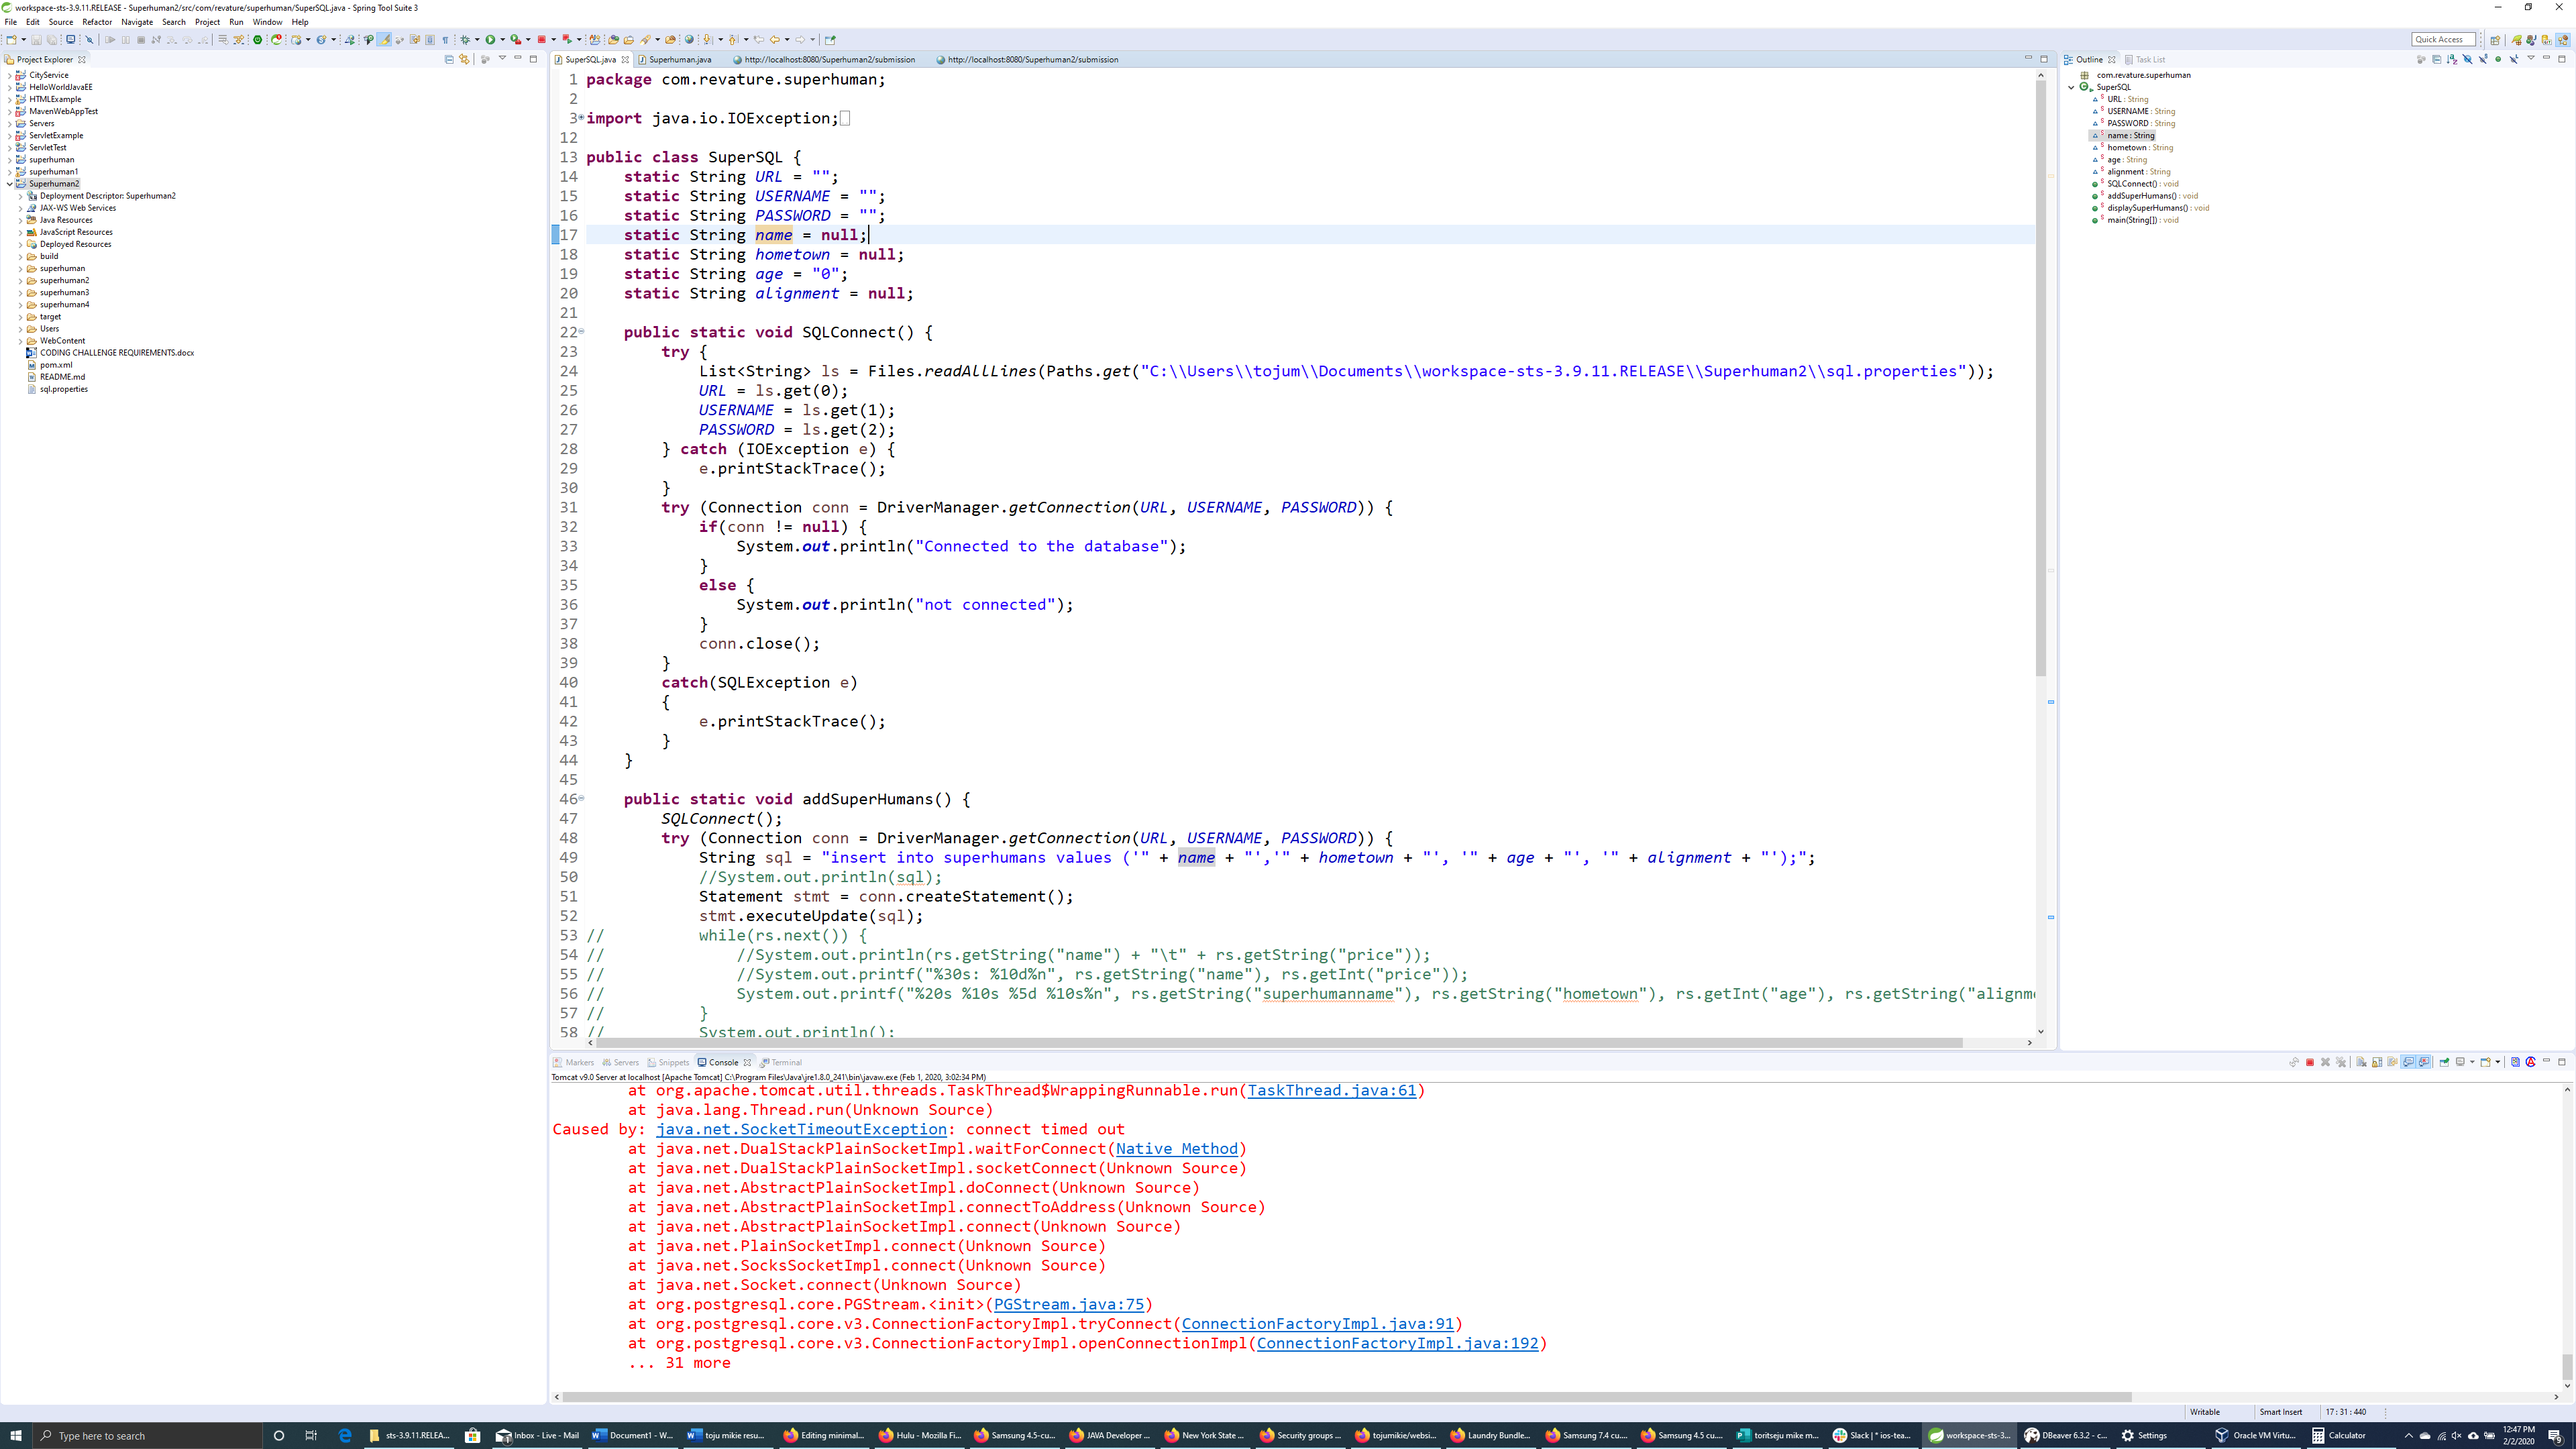 workspace-sts-3.9.11.RELEASE - Superhuman2/src/com/revature/superhuman/SuperSQL.java - Spring Tool Suite 3
File Edit Source Refactor Navigate Search Project Run Window Help
Quick Access
Project Explorer
CityService
HelloWorldJavaEE
HTMLExample
MavenWebAppTest
Servers
ServletExample
ServletTest
superhuman
superhuman1
Superhuman2
Deployment Descriptor: Superhuman2
JAX-WS Web Services
Java Resources
JavaScript Resources
Deployed Resources
build
superhuman
superhuman2
superhuman3
superhuman4
target
Users
WebContent
CODING CHALLENGE REQUIREMENTS.docx
pom.xml
README.md
sql.properties
SuperSQL.java Superhuman.java http://localhost:8080/Superhuman2/submission http://localhost:8080/Superhuman2/submission
1 package com.revature.superhuman;
2
3 import java.io.IOException;
12
13 public class SuperSQL {
14 static String URL = "";
15 static String USERNAME = "";
16 static String PASSWORD = "";
17 static String name = null;
18 static String hometown = null;
19 static String age = "0";
20 static String alignment = null;
21
22 public static void SQLConnect() {
23 try {
24 List<String> ls = Files.readAllLines(Paths.get("C:\\Users\\tojum\\Documents\\workspace-sts-3.9.11.RELEASE\\Superhuman2\\sql.properties"));
25 URL = ls.get(0);
26 USERNAME = ls.get(1);
27 PASSWORD = ls.get(2);
28 } catch (IOException e) {
29 e.printStackTrace();
30 }
31 try (Connection conn = DriverManager.getConnection(URL, USERNAME, PASSWORD)) {
32 if(conn != null) {
33 System.out.println("Connected to the database");
34 }
35 else {
36 System.out.println("not connected");
37 }
38 conn.close();
39 }
40 catch(SQLException e)
41 {
42 e.printStackTrace();
43 }
44 }
45
46 public static void addSuperHumans() {
47 SQLConnect();
48 try (Connection conn = DriverManager.getConnection(URL, USERNAME, PASSWORD)) {
49 String sql = "insert into superhumans values ('" + name + "','" + hometown + "', '" + age + "', '" + alignment + "');";
50 //System.out.println(sql);
51 Statement stmt = conn.createStatement();
52 stmt.executeUpdate(sql);
53 // while(rs.next()) {
54 // //System.out.println(rs.getString("name") + "\t" + rs.getString("price"));
55 // //System.out.printf("%30s: %10d%n", rs.getString("name"), rs.getInt("price"));
56 // System.out.printf("%20s %10s %5d %10s%n", rs.getString("superhumanname"), rs.getString("hometown"), rs.getInt("age"), rs.getString("alignme
57 // }
58 // System.out.println();
Outline Task List
com.revature.superhuman
SuperSQL
URL : String
USERNAME : String
PASSWORD : String
name : String
hometown : String
age : String
alignment : String
SQLConnect() : void
addSuperHumans() : void
displaySuperHumans() : void
main(String[]) : void
Markers Servers Snippets Console Terminal
Tomcat v9.0 Server at localhost [Apache Tomcat] C:\Program Files\Java\jre1.8.0_241\bin\javaw.exe (Feb 1, 2020, 3:02:34 PM)
at org.apache.tomcat.util.threads.TaskThread$WrappingRunnable.run(TaskThread.java:61)
at java.lang.Thread.run(Unknown Source)
Caused by: java.net.SocketTimeoutException: connect timed out
at java.net.DualStackPlainSocketImpl.waitForConnect(Native Method)
at java.net.DualStackPlainSocketImpl.socketConnect(Unknown Source)
at java.net.AbstractPlainSocketImpl.doConnect(Unknown Source)
at java.net.AbstractPlainSocketImpl.connectToAddress(Unknown Source)
at java.net.AbstractPlainSocketImpl.connect(Unknown Source)
at java.net.PlainSocketImpl.connect(Unknown Source)
at java.net.SocksSocketImpl.connect(Unknown Source)
at java.net.Socket.connect(Unknown Source)
at org.postgresql.core.PGStream.<init>(PGStream.java:75)
at org.postgresql.core.v3.ConnectionFactoryImpl.tryConnect(ConnectionFactoryImpl.java:91)
at org.postgresql.core.v3.ConnectionFactoryImpl.openConnectionImpl(ConnectionFactoryImpl.java:192)
... 31 more
Writable Smart Insert 17 : 31 : 440
Type here to search sts-3.9.11.RELEA... Inbox - Live - Mail Document1 - W... toju mikie resu... Editing minimal... Hulu - Mozilla Fi... Samsung 4.5-cu... JAVA Developer ... New York State ... Security groups ... tojumikie/websi... Laundry Bundle... Samsung 7.4 cu.... Samsung 4.5 cu.... toritseju mike m... Slack | * ios-tea... workspace-sts-3... DBeaver 6.3.2 - c... Settings Oracle VM Virtu... Calculator 12:47 PM
2/2/2020